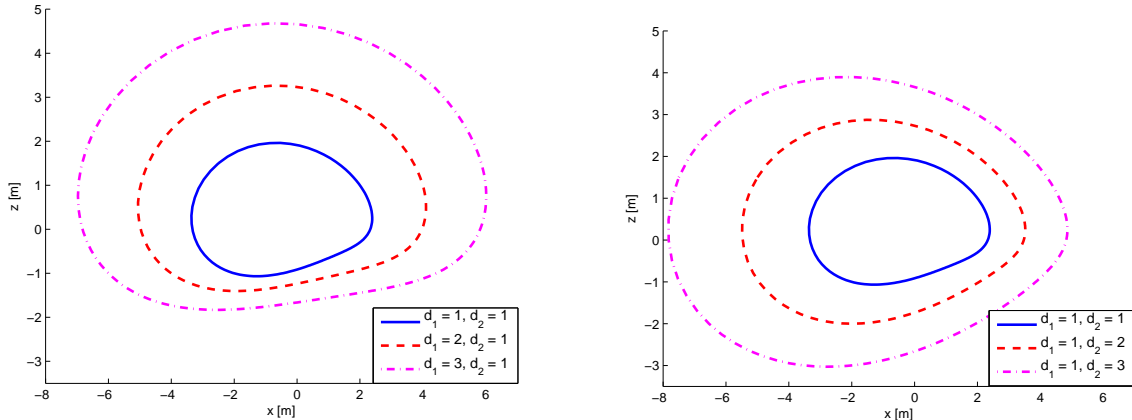 5
4
3
2
1
0
−1
−2
−3
z [m]
−8 −6 −4 −2 0 2 4 6
x [m]
d1 = 1, d2 = 1
d1 = 2, d2 = 1
d1 = 3, d2 = 1
5
4
3
2
1
0
−1
−2
−3
z [m]
−8 −6 −4 −2 0 2 4 6
x [m]
d1 = 1, d2 = 1
d1 = 1, d2 = 2
d1 = 1, d2 = 3